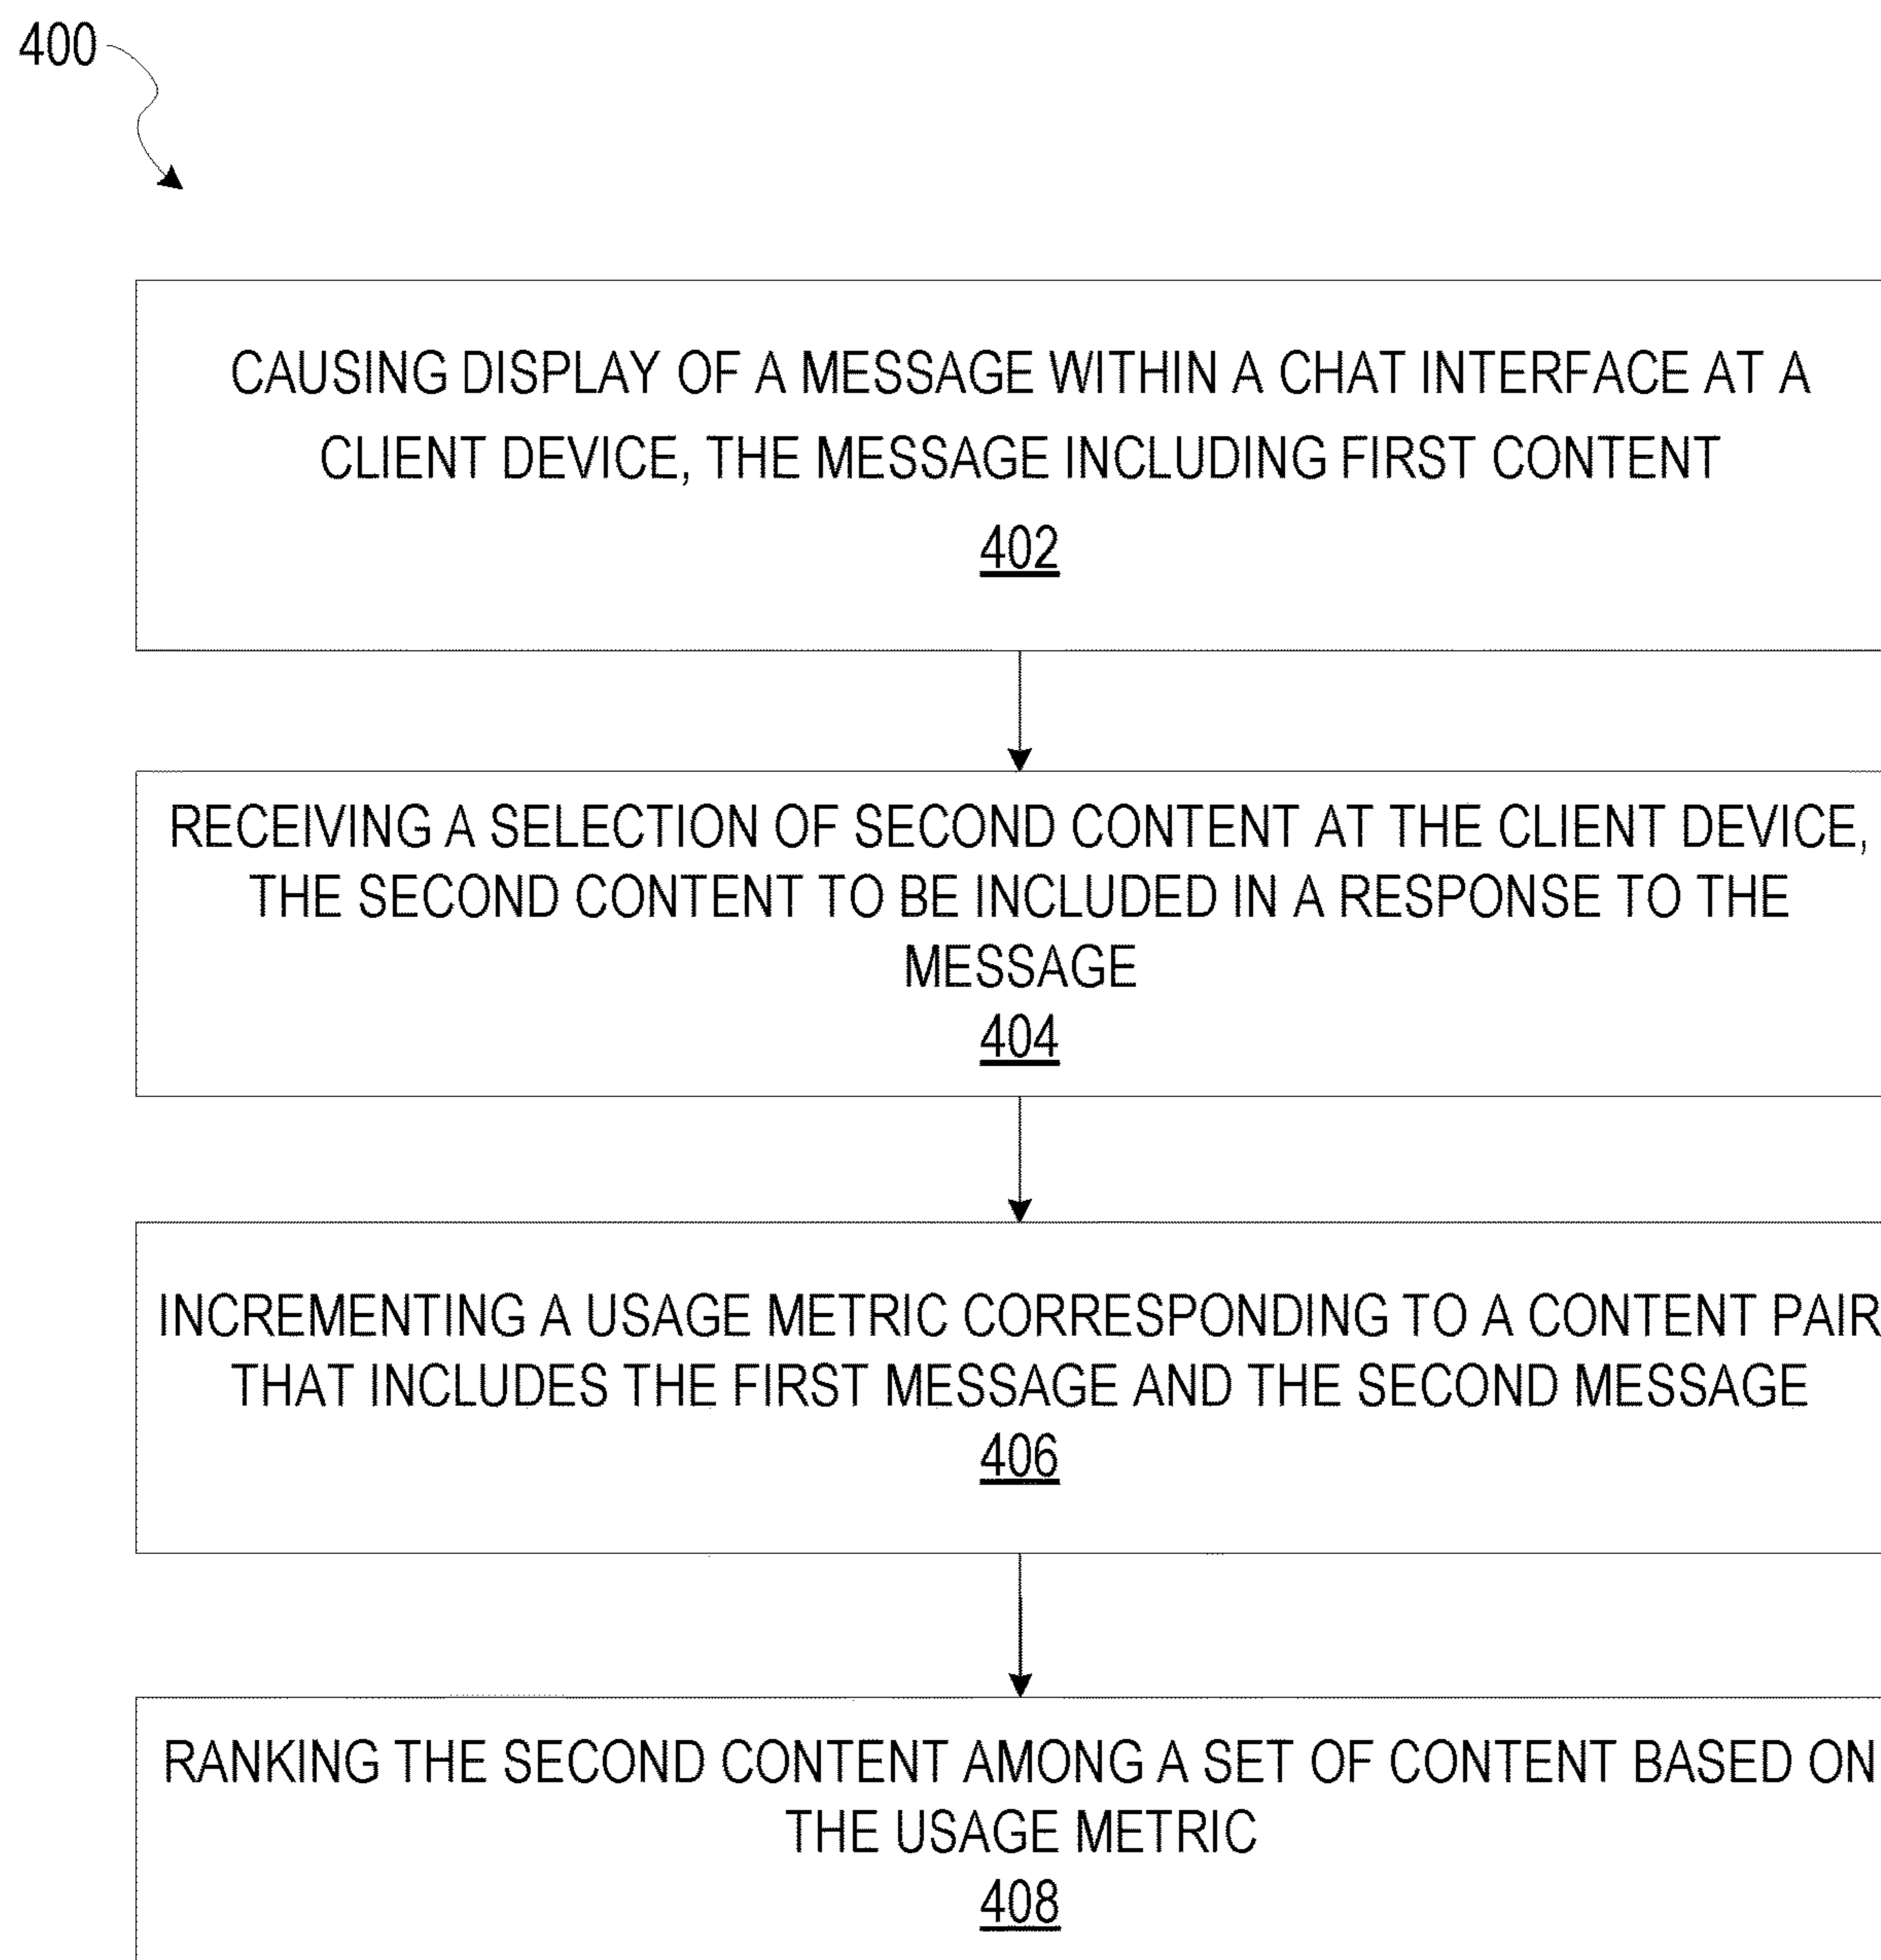 400
CAUSING DISPLAY OF A MESSAGE WITHIN A CHAT INTERFACE AT A
CLIENT DEVICE, THE MESSAGE INCLUDING FIRST CONTENT
402
RECEIVING A SELECTION OF SECOND CONTENT AT THE CLIENT DEVICE,
THE SECOND CONTENT TO BE INCLUDED IN A RESPONSE TO THE
MESSAGE
404
INCREMENTING A USAGE METRIC CORRESPONDING TO A CONTENT PAIR
THAT INCLUDES THE FIRST MESSAGE AND THE SECOND MESSAGE
406
RANKING THE SECOND CONTENT AMONG A SET OF CONTENT BASED ON
THE USAGE METRIC
408